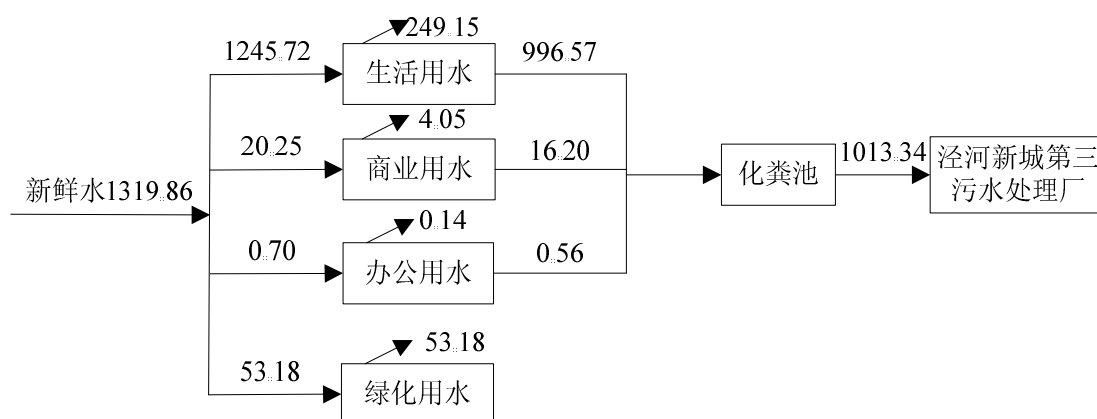 249.15
1245.72
生活用水
996.57
4.05
20.25
商业用水
16.20
化粪池
1013.34
泾河新城第三
污水处理厂
新鲜水1319.86
0.14
0.70
办公用水
0.56
53.18
53.18
绿化用水